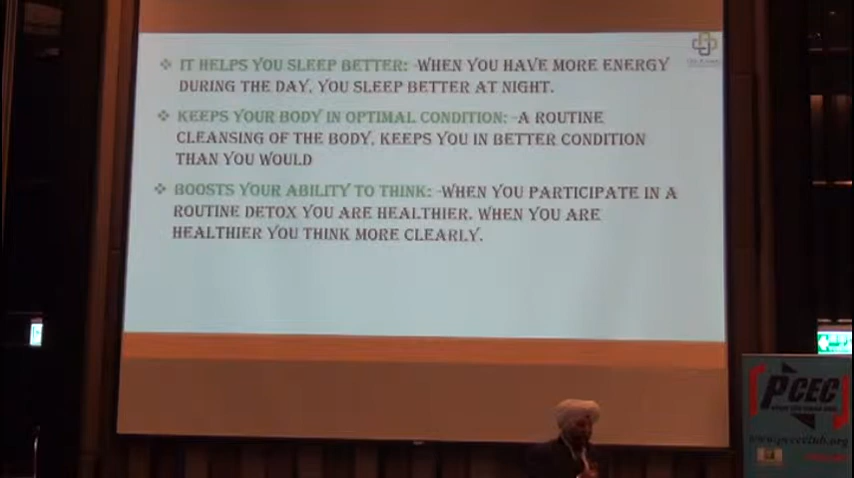 ❖ IT HELPS YOU SLEEP BETTER: -WHEN YOU HAVE MORE ENERGY
DURING THE DAY, YOU SLEEP BETTER AT NIGHT.
❖ KEEPS YOUR BODY IN OPTIMAL CONDITION: -A ROUTINE
CLEANSING OF THE BODY, KEEPS YOU IN BETTER CONDITION
THAN YOU WOULD
❖ BOOSTS YOUR ABILITY TO THINK: -WHEN YOU PARTICIPATE IN A
ROUTINE DETOX YOU ARE HEALTHIER. WHEN YOU ARE
HEALTHIER YOU THINK MORE CLEARLY.
PCEC
www.pcecclub.org